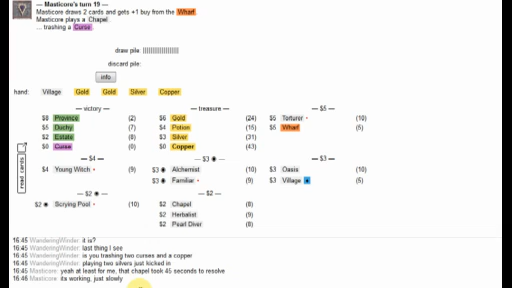 — Masticore's turn 19 —
Masticore draws 2 cards and gets +1 buy from the Wharf.
Masticore plays a Chapel.
... trashing a Curse.
draw pile:
discard pile:
info
hand: Village Gold Gold Silver Copper
— victory — — treasure — — $5 —
$8 Province (2) $6 Gold (24) $5 Torturer (10)
$5 Duchy (7) $4 Potion (15) $5 Wharf (5)
$2 Estate (8) $3 Silver (31)
$0 Curse (0) $0 Copper (43)
read cards
— $4 — — $3 — — $3 —
$4 Young Witch (9) $3 Alchemist (10) $3 Oasis (10)
$3 Familiar (9) $3 Village (5)
— $2 — — $2 —
$2 Scrying Pool (10) $2 Chapel (8)
$2 Herbalist (9)
$2 Pearl Diver (8)
16:45 WanderingWinder: it is?
16:45 WanderingWinder: last thing I see
16:45 WanderingWinder: is you trashing two curses and a copper
16:45 WanderingWinder: playing two silvers just kicked in
16:45 Masticore: yeah at least for me, that chapel took 45 seconds to resolve
16:46 Masticore: its working, just slowly